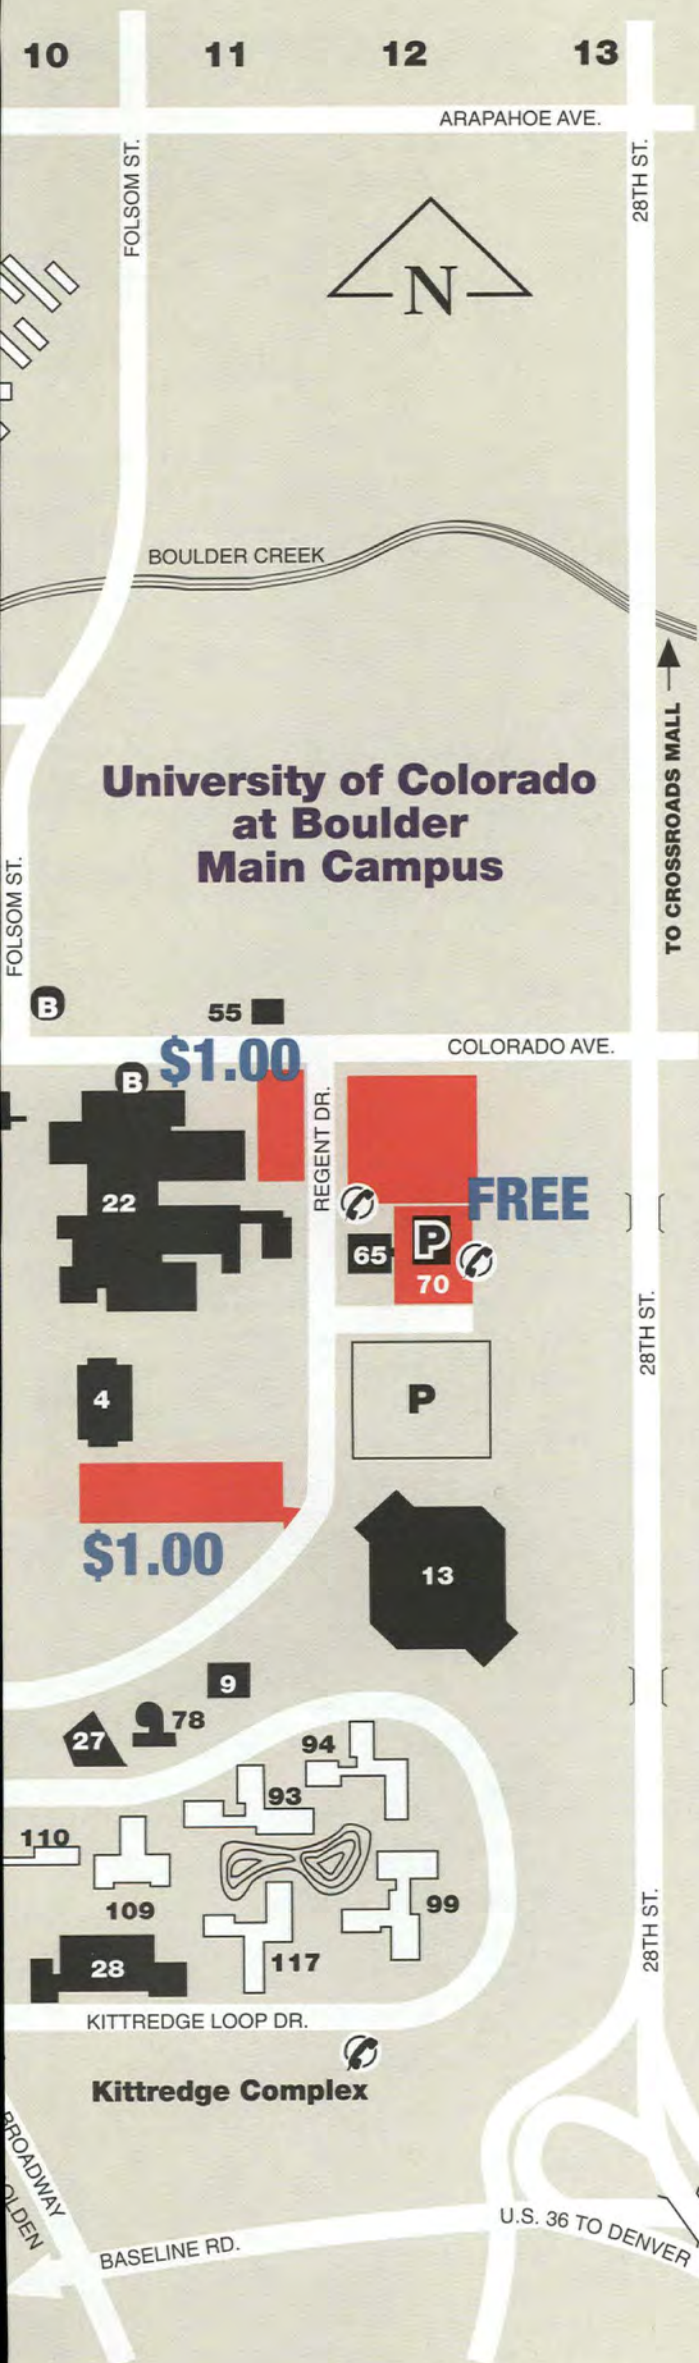 10 11 12 13
ARAPAHOE AVE.
FOLSOM ST.
28TH ST.
N
BOULDER CREEK
TO CROSSROADS MALL
University of Colorado
at Boulder
Main Campus
FOLSOM ST.
B
55
$1.00
COLORADO AVE.
B
REGENT DR.
22
FREE
65
P
70
28TH ST.
4
P
$1.00
13
9
78
27
94
93
110
99
109
28TH ST.
117
28
KITTREDGE LOOP DR.
Kittredge Complex
BROADWAY
OLDEN
U.S. 36 TO DENVER
BASELINE RD.